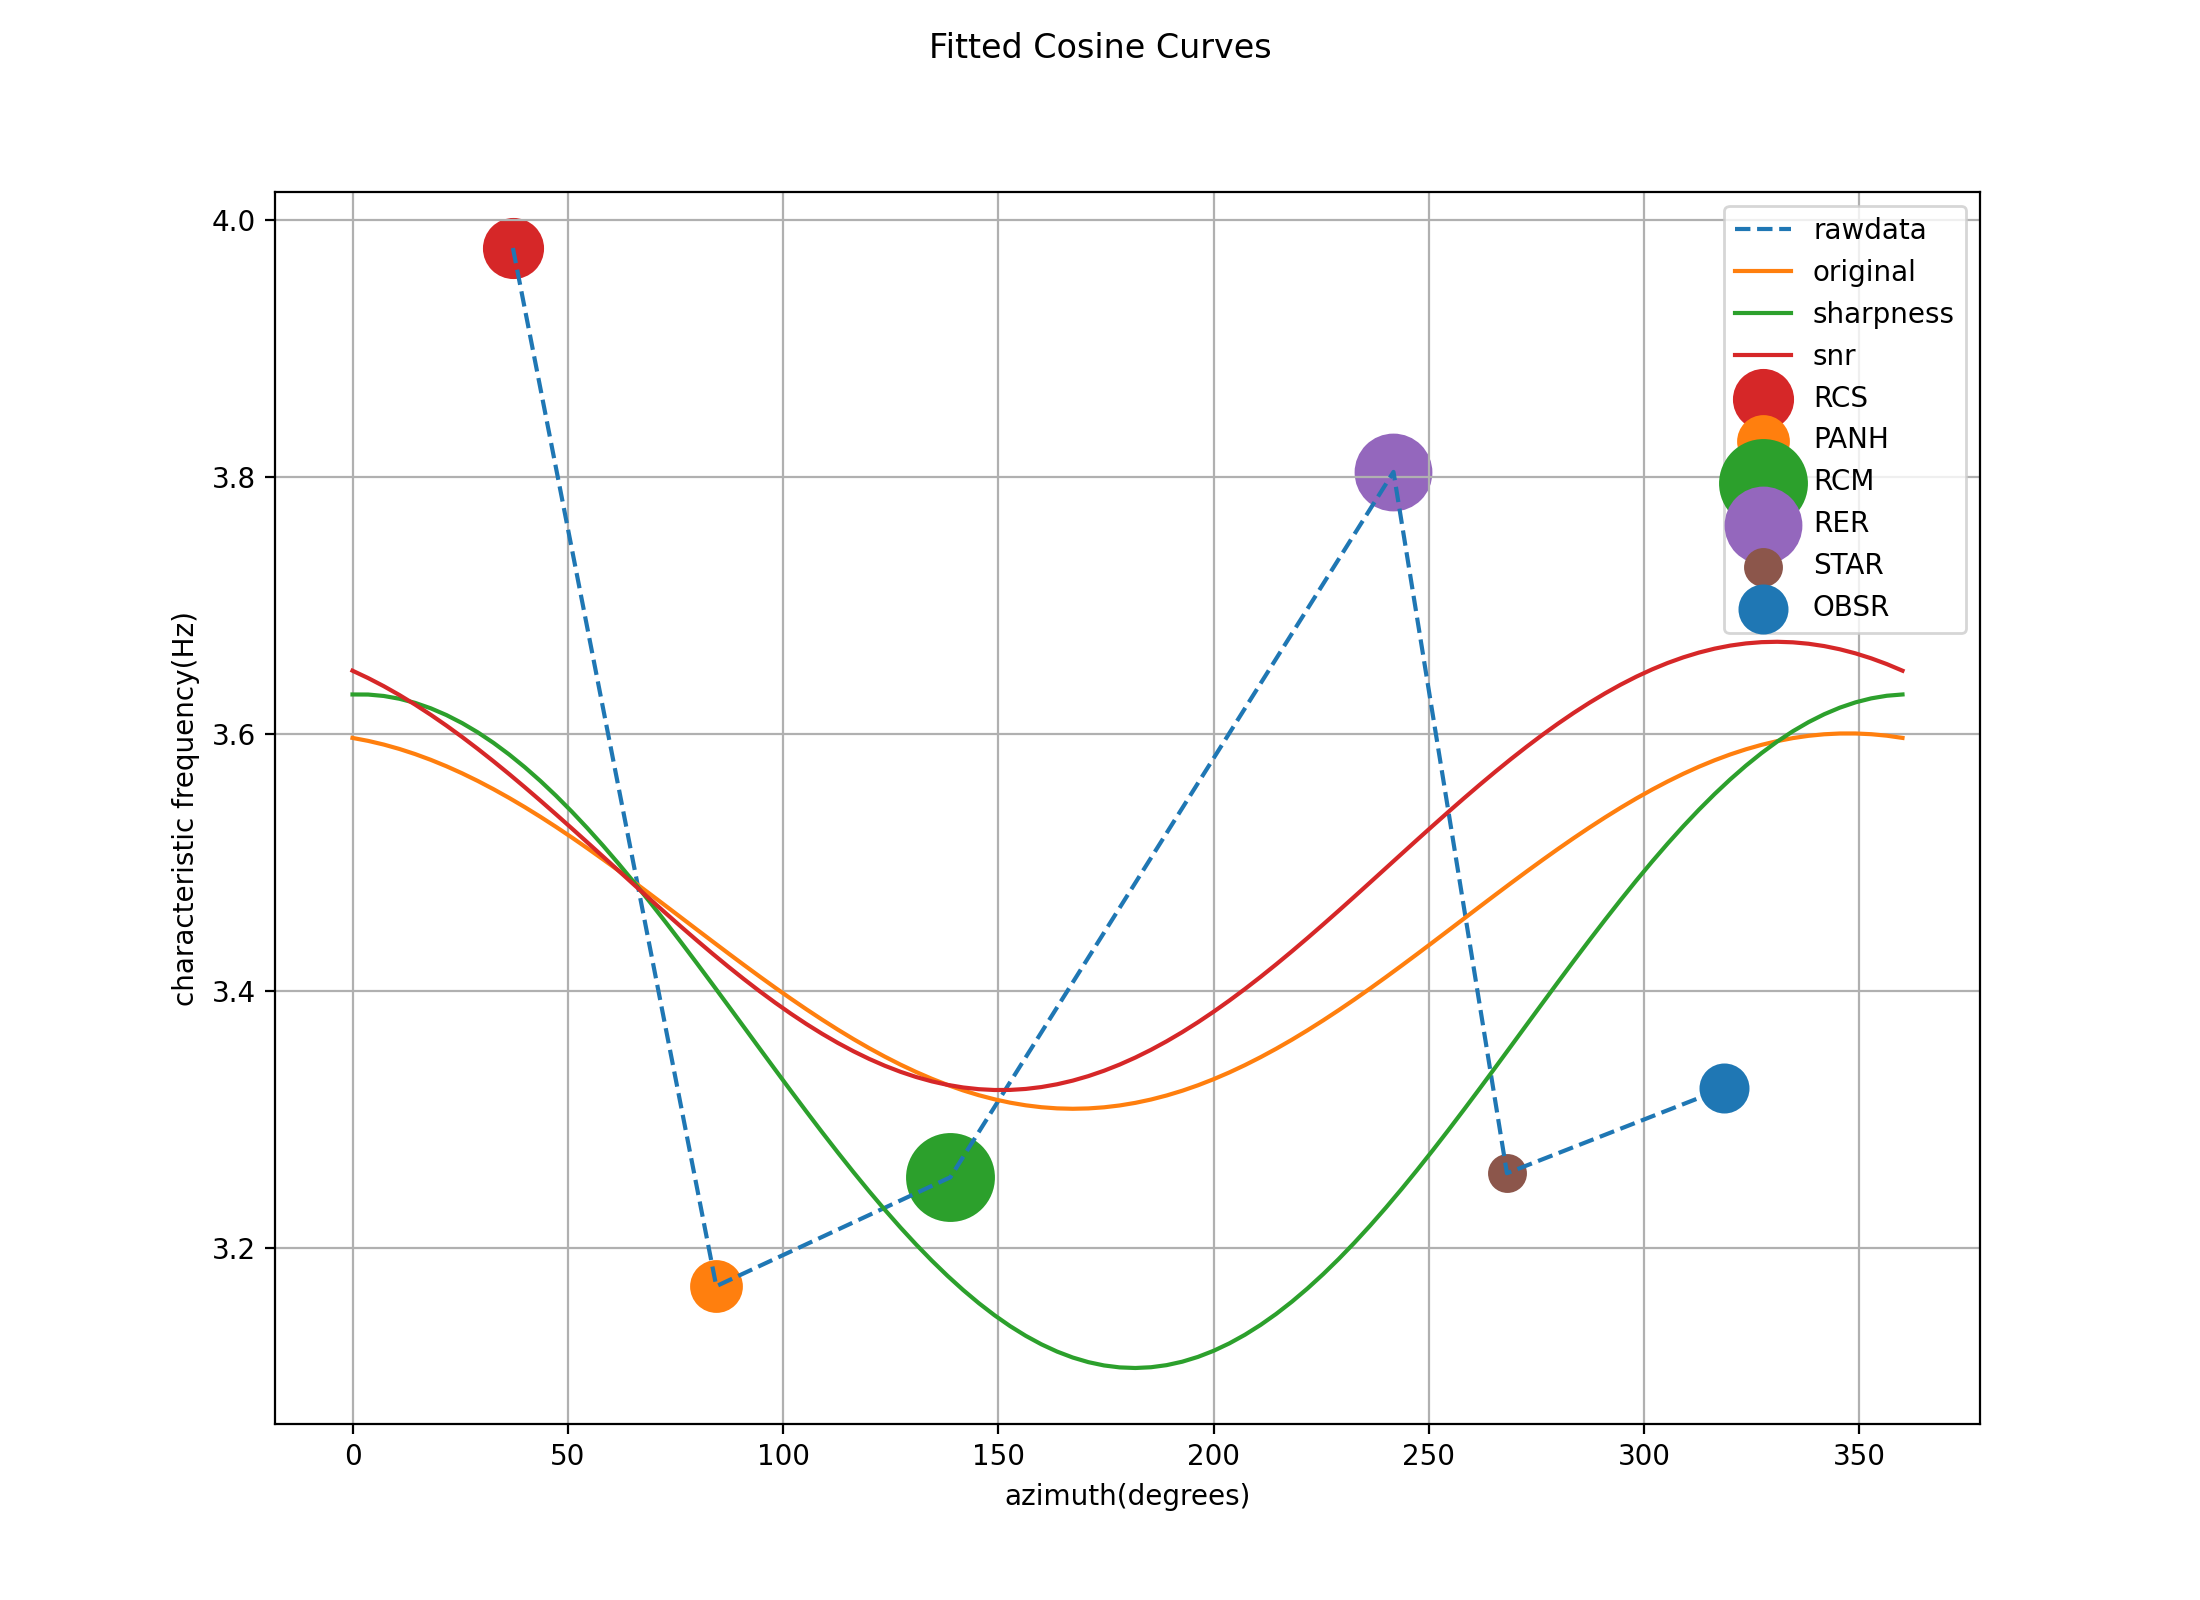 Fitted Cosine Curves
4.0
3.8
3.6
3.4
3.2
characteristic frequency(Hz)
rawdata
original
sharpness
snr
RCS
PANH
RCM
RER
STAR
OBSR
0 50 100 150 200 250 300 350
azimuth(degrees)